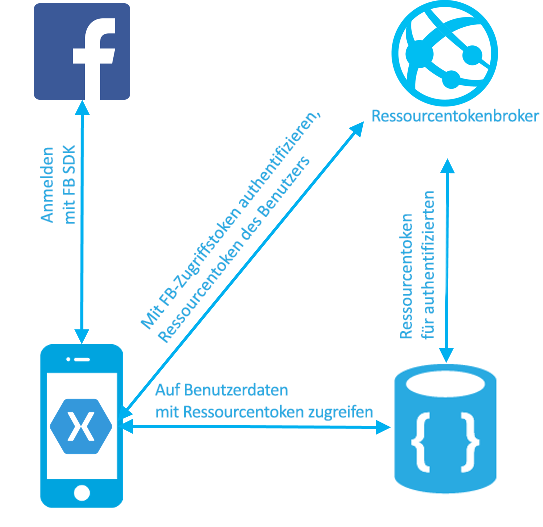 Ressourcentokenbroker
Anmelden
mit FB SDK
Mit FB-Zugriffstoken authentifizieren,
Ressourcentoken des Benutzers
Ressourcentoken
für authentifizierten
Auf Benutzerdaten
mit Ressourcentoken zugreifen
{ }